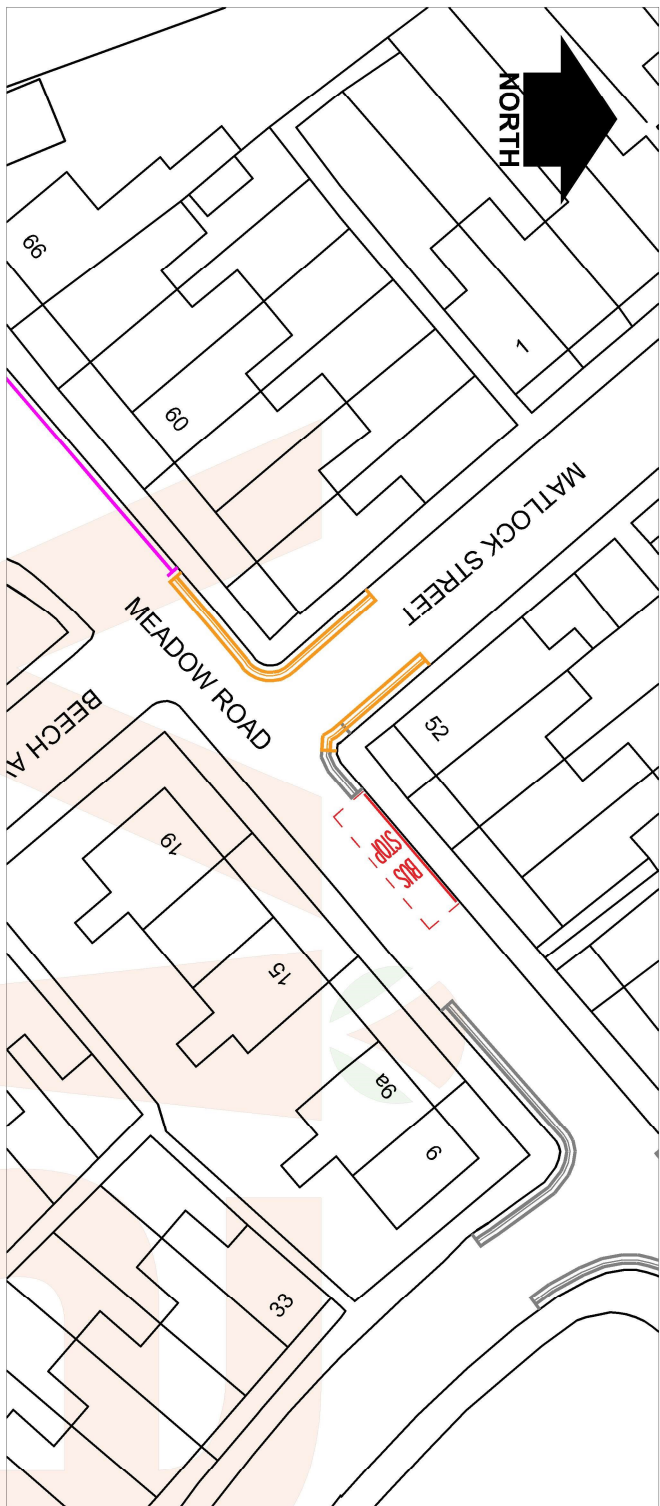 NORTH
66
1
60
MATLOCK STREET
MEADOW ROAD
BEECH A
52
BUS
STOP
19
15
9a
9
33